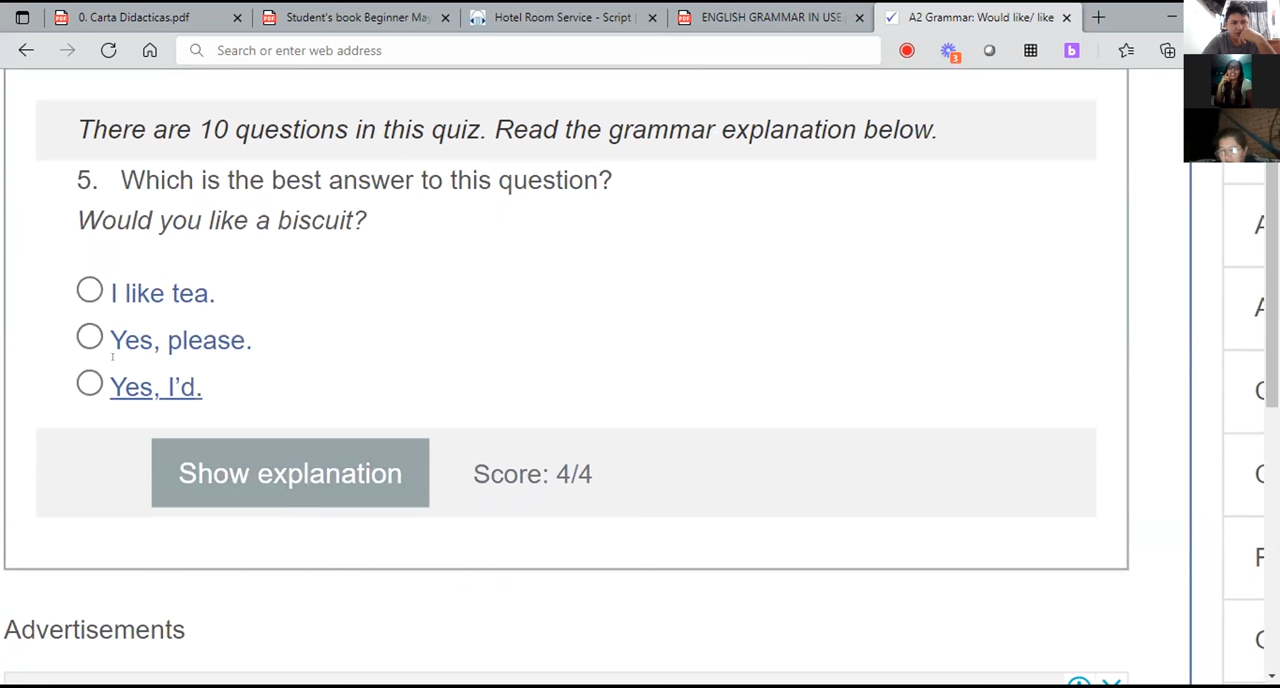 0. Carta Didacticas.pdf
Student's book Beginner Ma
Hotel Room Service - Script
ENGLISH GRAMMAR IN USE
A2 Grammar: Would like/ like
Search or enter web address
3
b
There are 10 questions in this quiz. Read the grammar explanation below.
5. Which is the best answer to this question?
Would you like a biscuit?
I like tea.
Yes, please.
Yes, I'd.
Show explanation
Score: 4/4
Advertisements